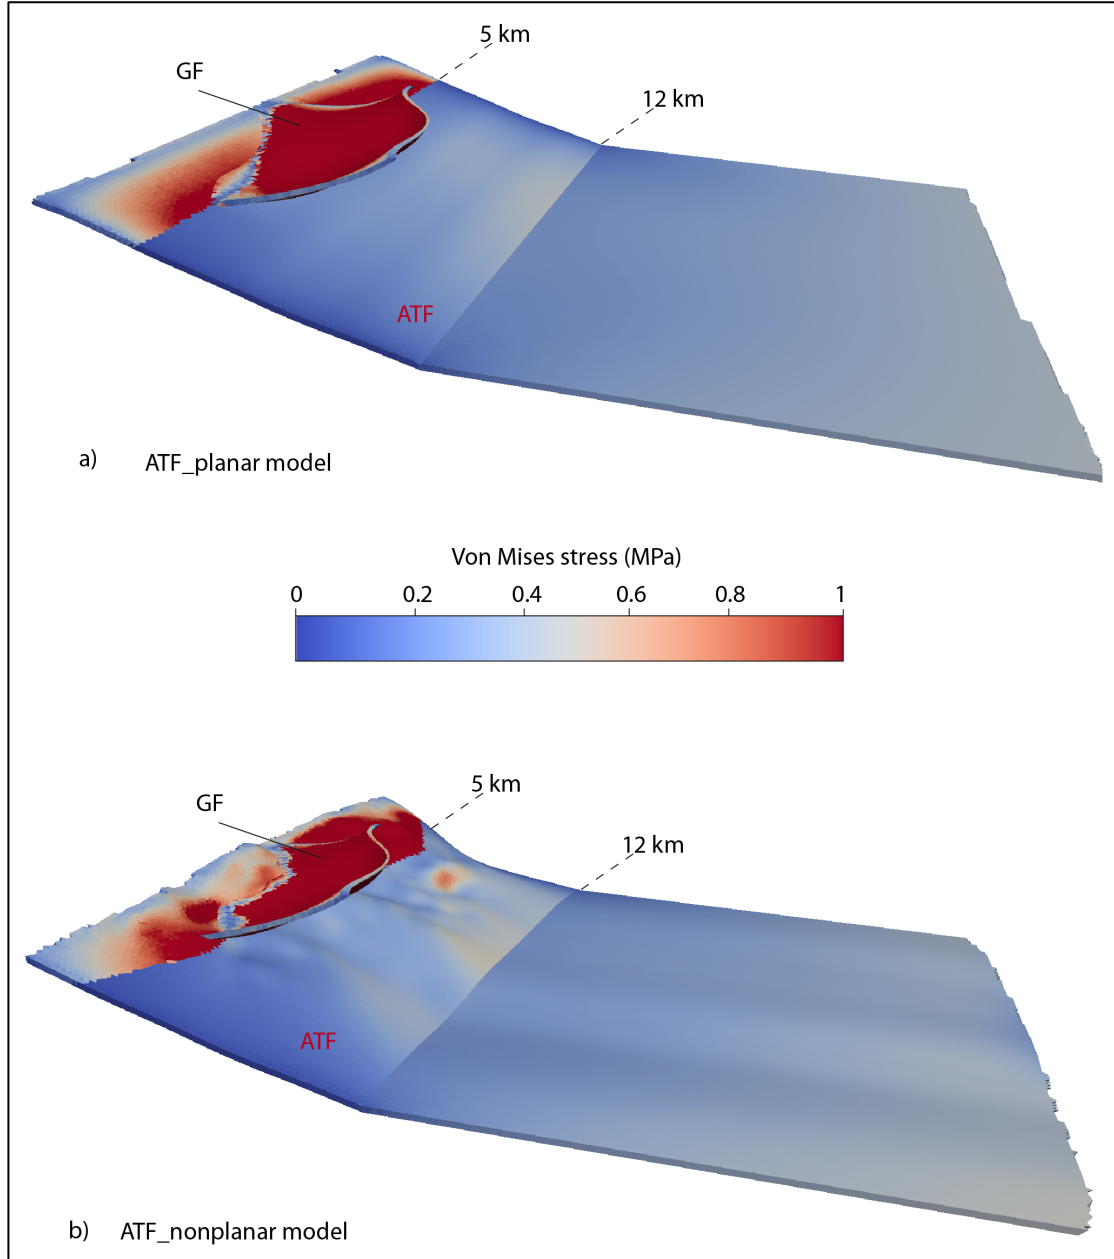 5 km
GF
12 km
ATF
a) ATF_planar model
Von Mises stress (MPa)
0 0.2 0.4 0.6 0.8 1
5 km
GF
12 km
ATF
b) ATF_nonplanar model